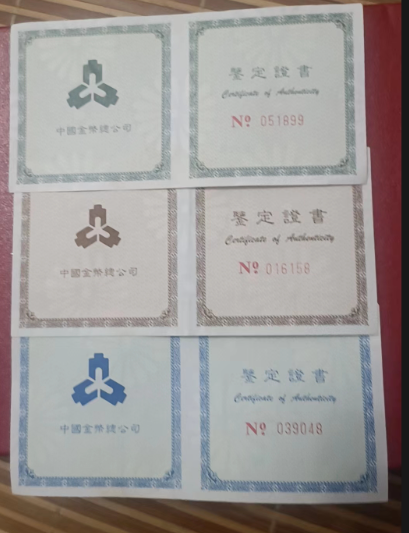 鑒定證書
Certificate of Authenticity
中國金幣總公司
Nº 051899
鑒定證書
Certificate of Authenticity
中國金幣總公司
Nº 016158
鑒定證書
Certificate of Authenticity
中國金幣總公司
Nº 039048